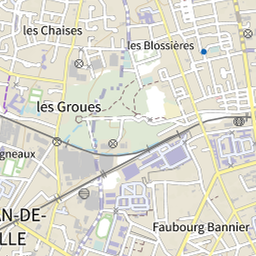 les Chaises
les Blossières
les Groues
gneaux
AN-DE-
LLE
Faubourg Bannier